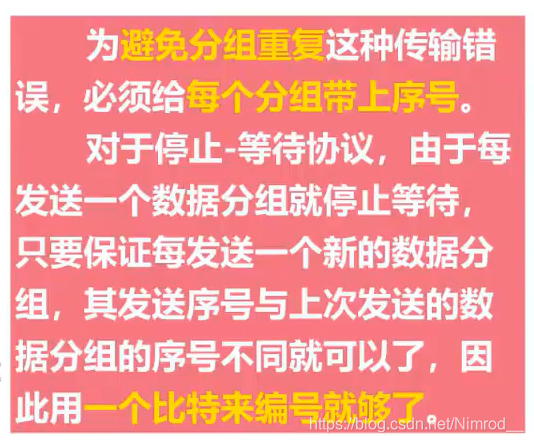 为避免分组重复这种传输错
误，必须给每个分组带上序号。
对于停止-等待协议，由于每
发送一个数据分组就停止等待，
只要保证每发送一个新的数据分
组，其发送序号与上次发送的数
据分组的序号不同就可以了，因
此用一个比特来编号就够了。
https://blog.csdn.net/Nimrod__